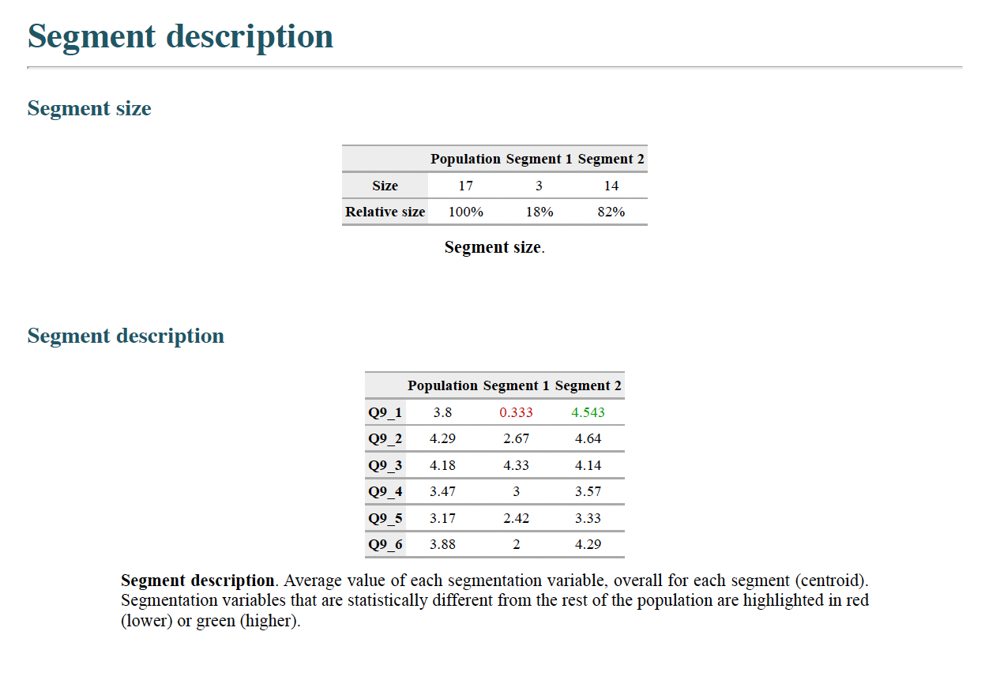 Segment description
Segment size
Population Segment 1 Segment 2
Size 17 3 14
Relative size 100% 18% 82%
Segment size.
Segment description
Population Segment 1 Segment 2
Q9_1 3.8 0.333 4.543
Q9_2 4.29 2.67 4.64
Q9_3 4.18 4.33 4.14
Q9_4 3.47 3 3.57
Q9_5 3.17 2.42 3.33
Q9_6 3.88 2 4.29
Segment description. Average value of each segmentation variable, overall for each segment (centroid).
Segmentation variables that are statistically different from the rest of the population are highlighted in red
(lower) or green (higher).